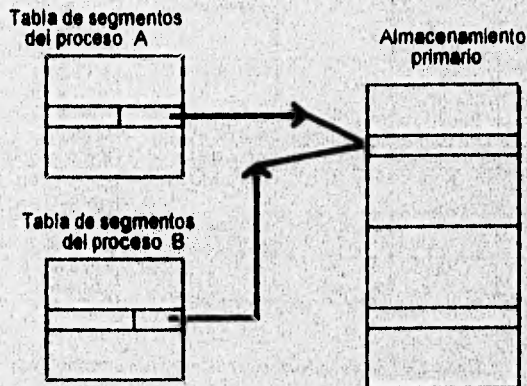 Tabla de segmentos
del proceso A
Almacenamiento
primario
Tabla de segmentos
del proceso B